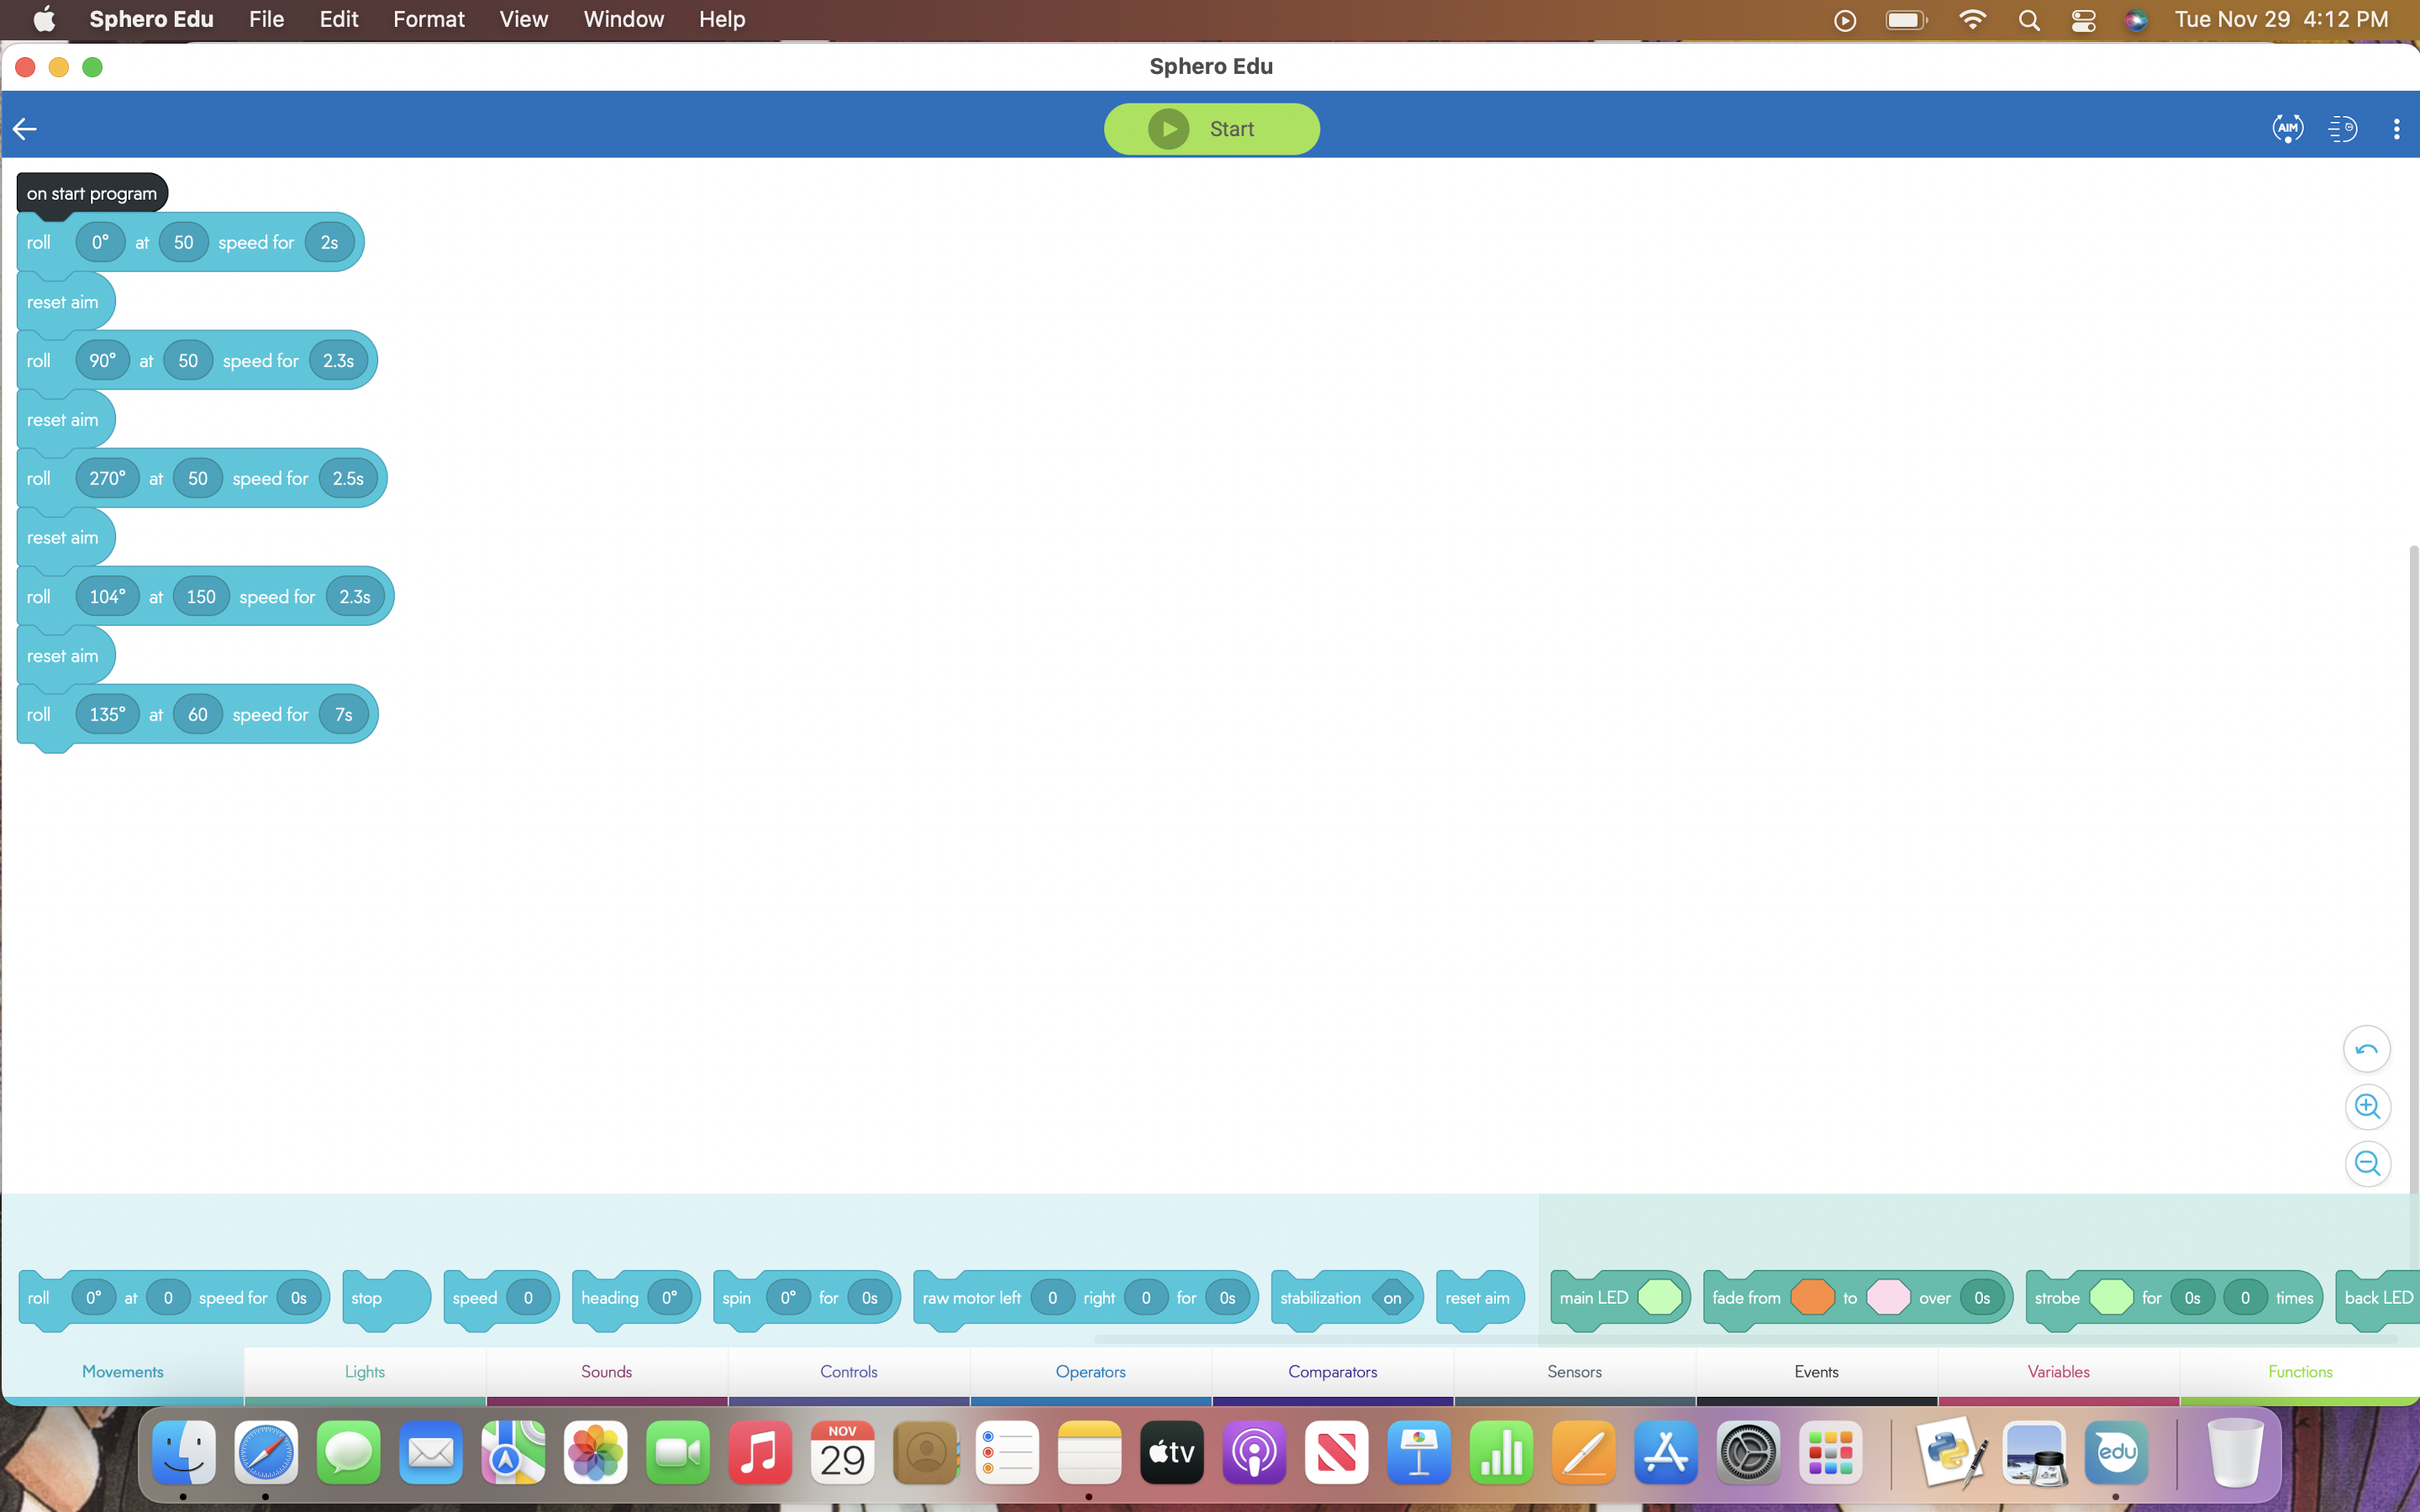 Sphero Edu File Edit Format View Window Help Tue Nov 29 4:12 PM
Sphero Edu
Start AIM
on start program
roll 0° at 50 speed for 2s
reset aim
roll 90° at 50 speed for 2.3s
reset aim
roll 270° at 50 speed for 2.5s
reset aim
roll 104° at 150 speed for 2.3s
reset aim
roll 135° at 60 speed for 7s
roll 0° at 0 speed for 0s stop speed 0 heading 0° spin 0° for 0s raw motor left 0 right 0 for 0s stabilization on reset aim main LED fade from to over 0s strobe for 0s 0 times back LED
Movements Lights Sounds Controls Operators Comparators Sensors Events Variables Functions
NOV
29 tv edu